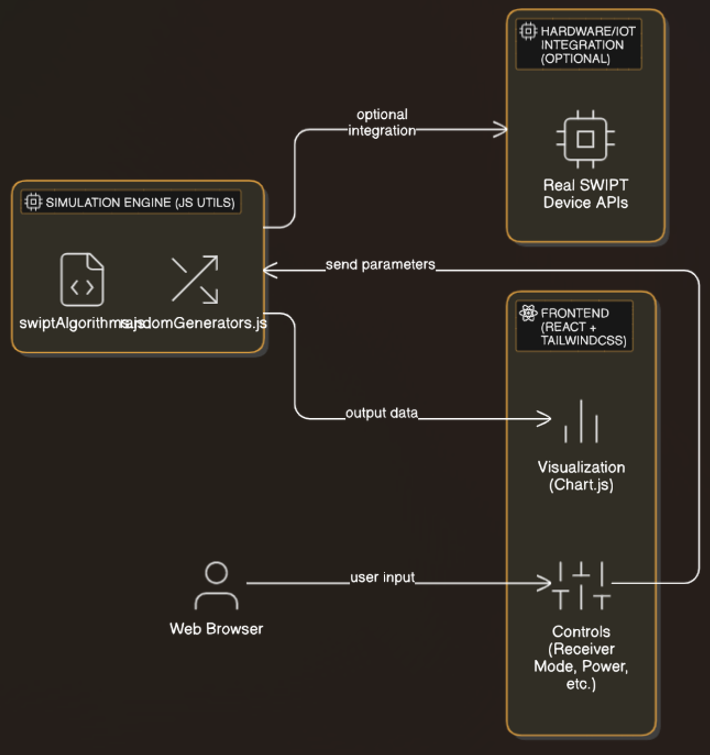 HARDWARE/IOT
INTEGRATION
(OPTIONAL)
optional
integration
Real SWIPT
Device APIs
SIMULATION ENGINE (JS UTILS)
send parameters
swiptAlgorithms.js
randomGenerators.js
FRONTEND
(REACT +
TAILWINDCSS)
output data
Visualization
(Chart.js)
user input
Web Browser
Controls
(Receiver
Mode, Power,
etc.)